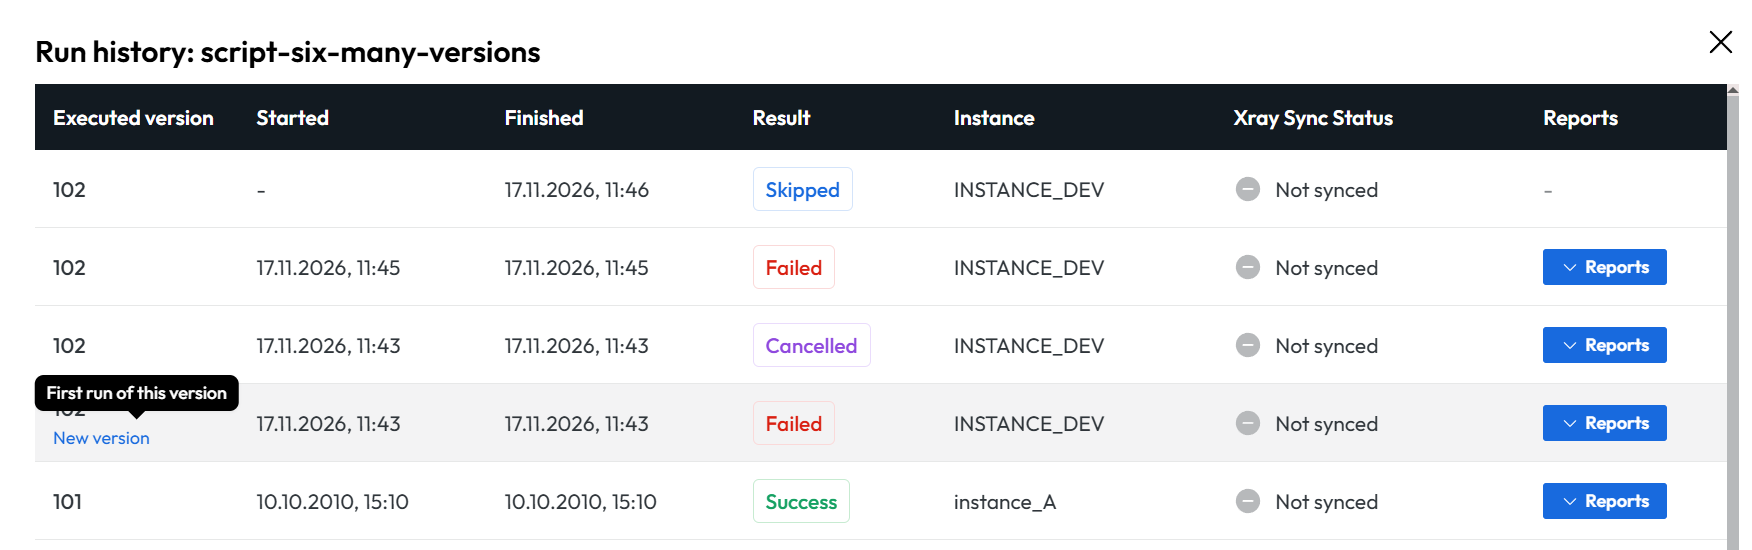 Run history: script-six-many-versions
Executed version Started Finished Result Instance Xray Sync Status Reports
102 - 17.11.2026, 11:46 Skipped INSTANCE_DEV Not synced -
102 17.11.2026, 11:45 17.11.2026, 11:45 Failed INSTANCE_DEV Not synced Reports
102 17.11.2026, 11:43 17.11.2026, 11:43 Cancelled INSTANCE_DEV Not synced Reports
First run of this version
102 17.11.2026, 11:43 17.11.2026, 11:43 Failed INSTANCE_DEV Not synced Reports
New version
101 10.10.2010, 15:10 10.10.2010, 15:10 Success instance_A Not synced Reports